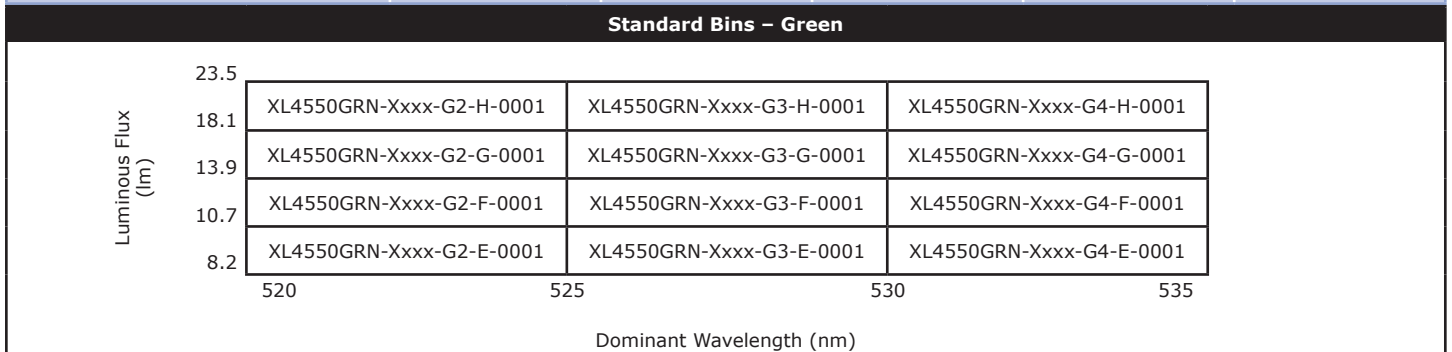 Standard Bins – Green
23.5
XL4550GRN-Xxxx-G2-H-0001 XL4550GRN-Xxxx-G3-H-0001 XL4550GRN-Xxxx-G4-H-0001
18.1
XL4550GRN-Xxxx-G2-G-0001 XL4550GRN-Xxxx-G3-G-0001 XL4550GRN-Xxxx-G4-G-0001
13.9
XL4550GRN-Xxxx-G2-F-0001 XL4550GRN-Xxxx-G3-F-0001 XL4550GRN-Xxxx-G4-F-0001
10.7
XL4550GRN-Xxxx-G2-E-0001 XL4550GRN-Xxxx-G3-E-0001 XL4550GRN-Xxxx-G4-E-0001
8.2
Luminous Flux
(lm)
520 525 530 535
Dominant Wavelength (nm)